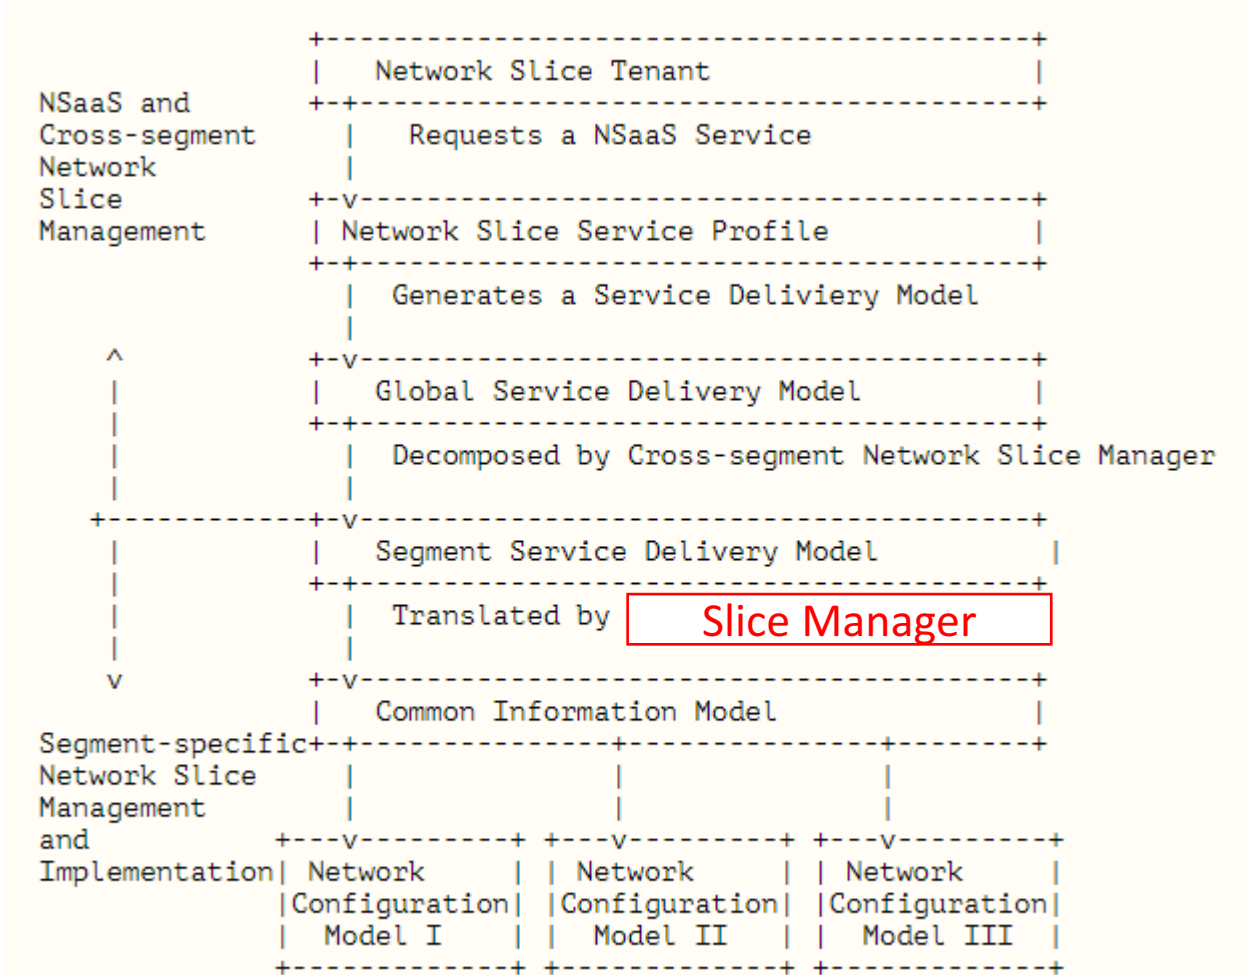 Network Slice Tenant
NSaaS and
Cross-segment
Network
Slice
Management
Requests a NSaaS Service
Network Slice Service Profile
Generates a Service Deliviery Model
Global Service Delivery Model
Decomposed by Cross-segment Network Slice Manager
Segment Service Delivery Model
Translated by Slice Manager
Common Information Model
Segment-specific
Network Slice
Management
and
Implementation
Network
Configuration
Model I
Network
Configuration
Model II
Network
Configuration
Model III